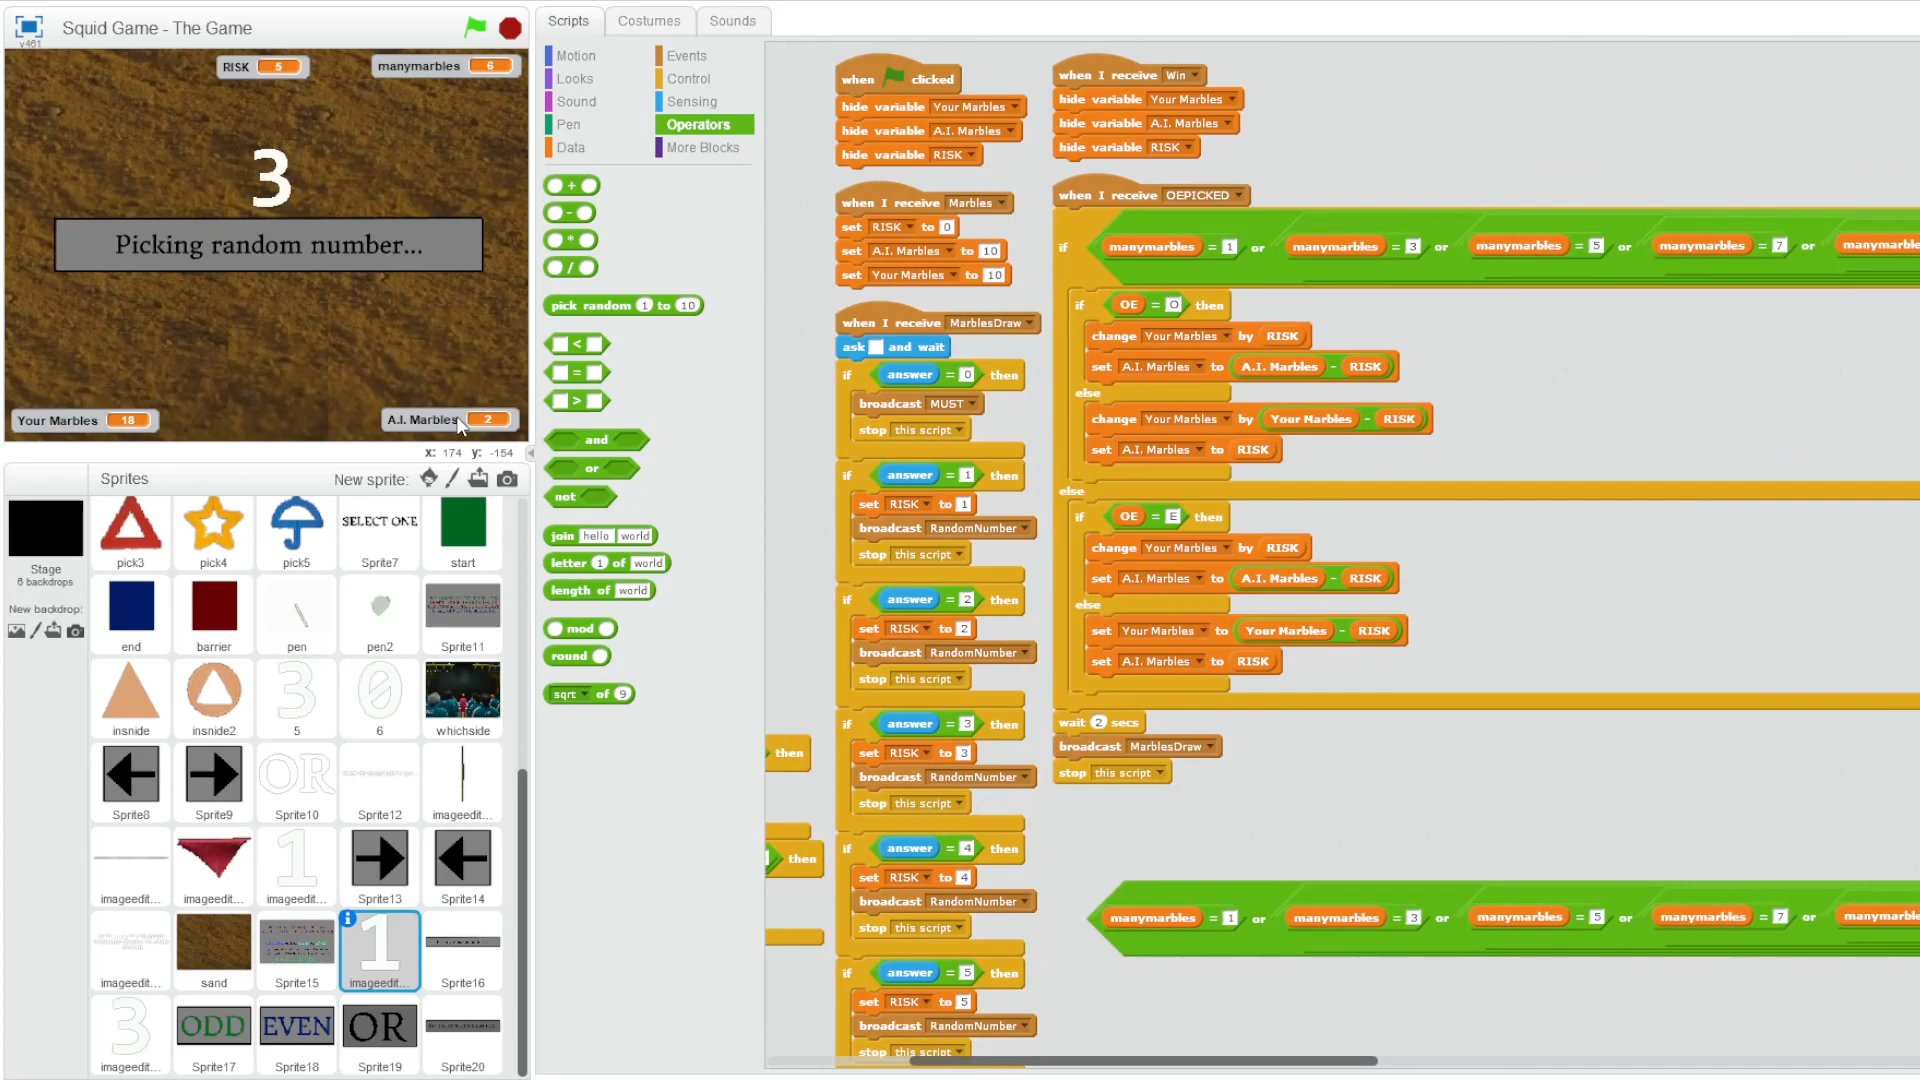 Squid Game - The Game
v461
RISK 5
manymarbles 6
3
Picking random number...
Your Marbles 18
A.I. Marbles 2
x: 174 y: -154
Sprites
New sprite:
Stage
6 backdrops
New backdrop:
SELECT ONE
pick3
pick4
pick5
Sprite7
start
end
barrier
pen
pen2
Sprite11
3
0
insnide
insnide2
5
6
whichside
OR
Sprite8
Sprite9
Sprite10
Sprite12
imageedit...
1
imageedit...
imageedit...
imageedit...
Sprite13
Sprite14
1
imageedit...
sand
Sprite15
imageedit...
Sprite16
3
ODD
EVEN
OR
imageedit...
Sprite17
Sprite18
Sprite19
Sprite20
Scripts
Costumes
Sounds
Motion
Events
Looks
Control
Sound
Sensing
Pen
Operators
Data
More Blocks
+
-
*
/
pick random 1 to 10
<
=
>
and
or
not
join hello world
letter 1 of world
length of world
mod
round
sqrt of 9
then
then
when clicked
hide variable Your Marbles
hide variable A.I. Marbles
hide variable RISK
when I receive Marbles
set RISK to 0
set A.I. Marbles to 10
set Your Marbles to 10
when I receive MarblesDraw
ask and wait
if answer = 0 then
broadcast MUST
stop this script
if answer = 1 then
set RISK to 1
broadcast RandomNumber
stop this script
if answer = 2 then
set RISK to 2
broadcast RandomNumber
stop this script
if answer = 3 then
set RISK to 3
broadcast RandomNumber
stop this script
if answer = 4 then
set RISK to 4
broadcast RandomNumber
stop this script
if answer = 5 then
set RISK to 5
broadcast RandomNumber
stop this script
when I receive Win
hide variable Your Marbles
hide variable A.I. Marbles
hide variable RISK
when I receive OEPICKED
if manymarbles = 1 or manymarbles = 3 or manymarbles = 5 or manymarbles = 7 or manymarble
if OE = O then
change Your Marbles by RISK
set A.I. Marbles to A.I. Marbles - RISK
else
change Your Marbles by Your Marbles - RISK
set A.I. Marbles to RISK
else
if OE = E then
change Your Marbles by RISK
set A.I. Marbles to A.I. Marbles - RISK
else
set Your Marbles to Your Marbles - RISK
set A.I. Marbles to RISK
wait 2 secs
broadcast MarblesDraw
stop this script
manymarbles = 1 or manymarbles = 3 or manymarbles = 5 or manymarbles = 7 or manymarble